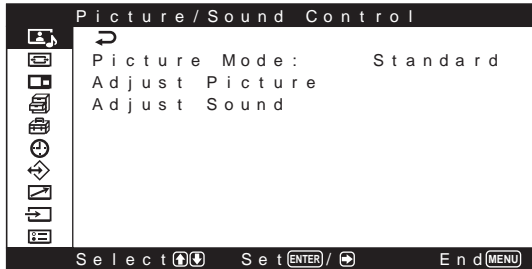 Picture/Sound Control
Picture Mode: Standard
Adjust Picture
Adjust Sound
Select Set ENTER / End MENU